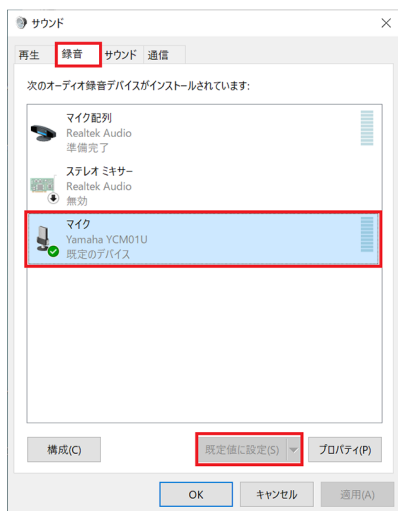 サウンド
再生 録音 サウンド 通信
次のオーディオ録音デバイスがインストールされています:
マイク配列
Realtek Audio
準備完了
ステレオ ミキサー
Realtek Audio
無効
マイク
Yamaha YCM01U
既定のデバイス
構成(C) 既定値に設定(S) プロパティ(P)
OK キャンセル 適用(A)